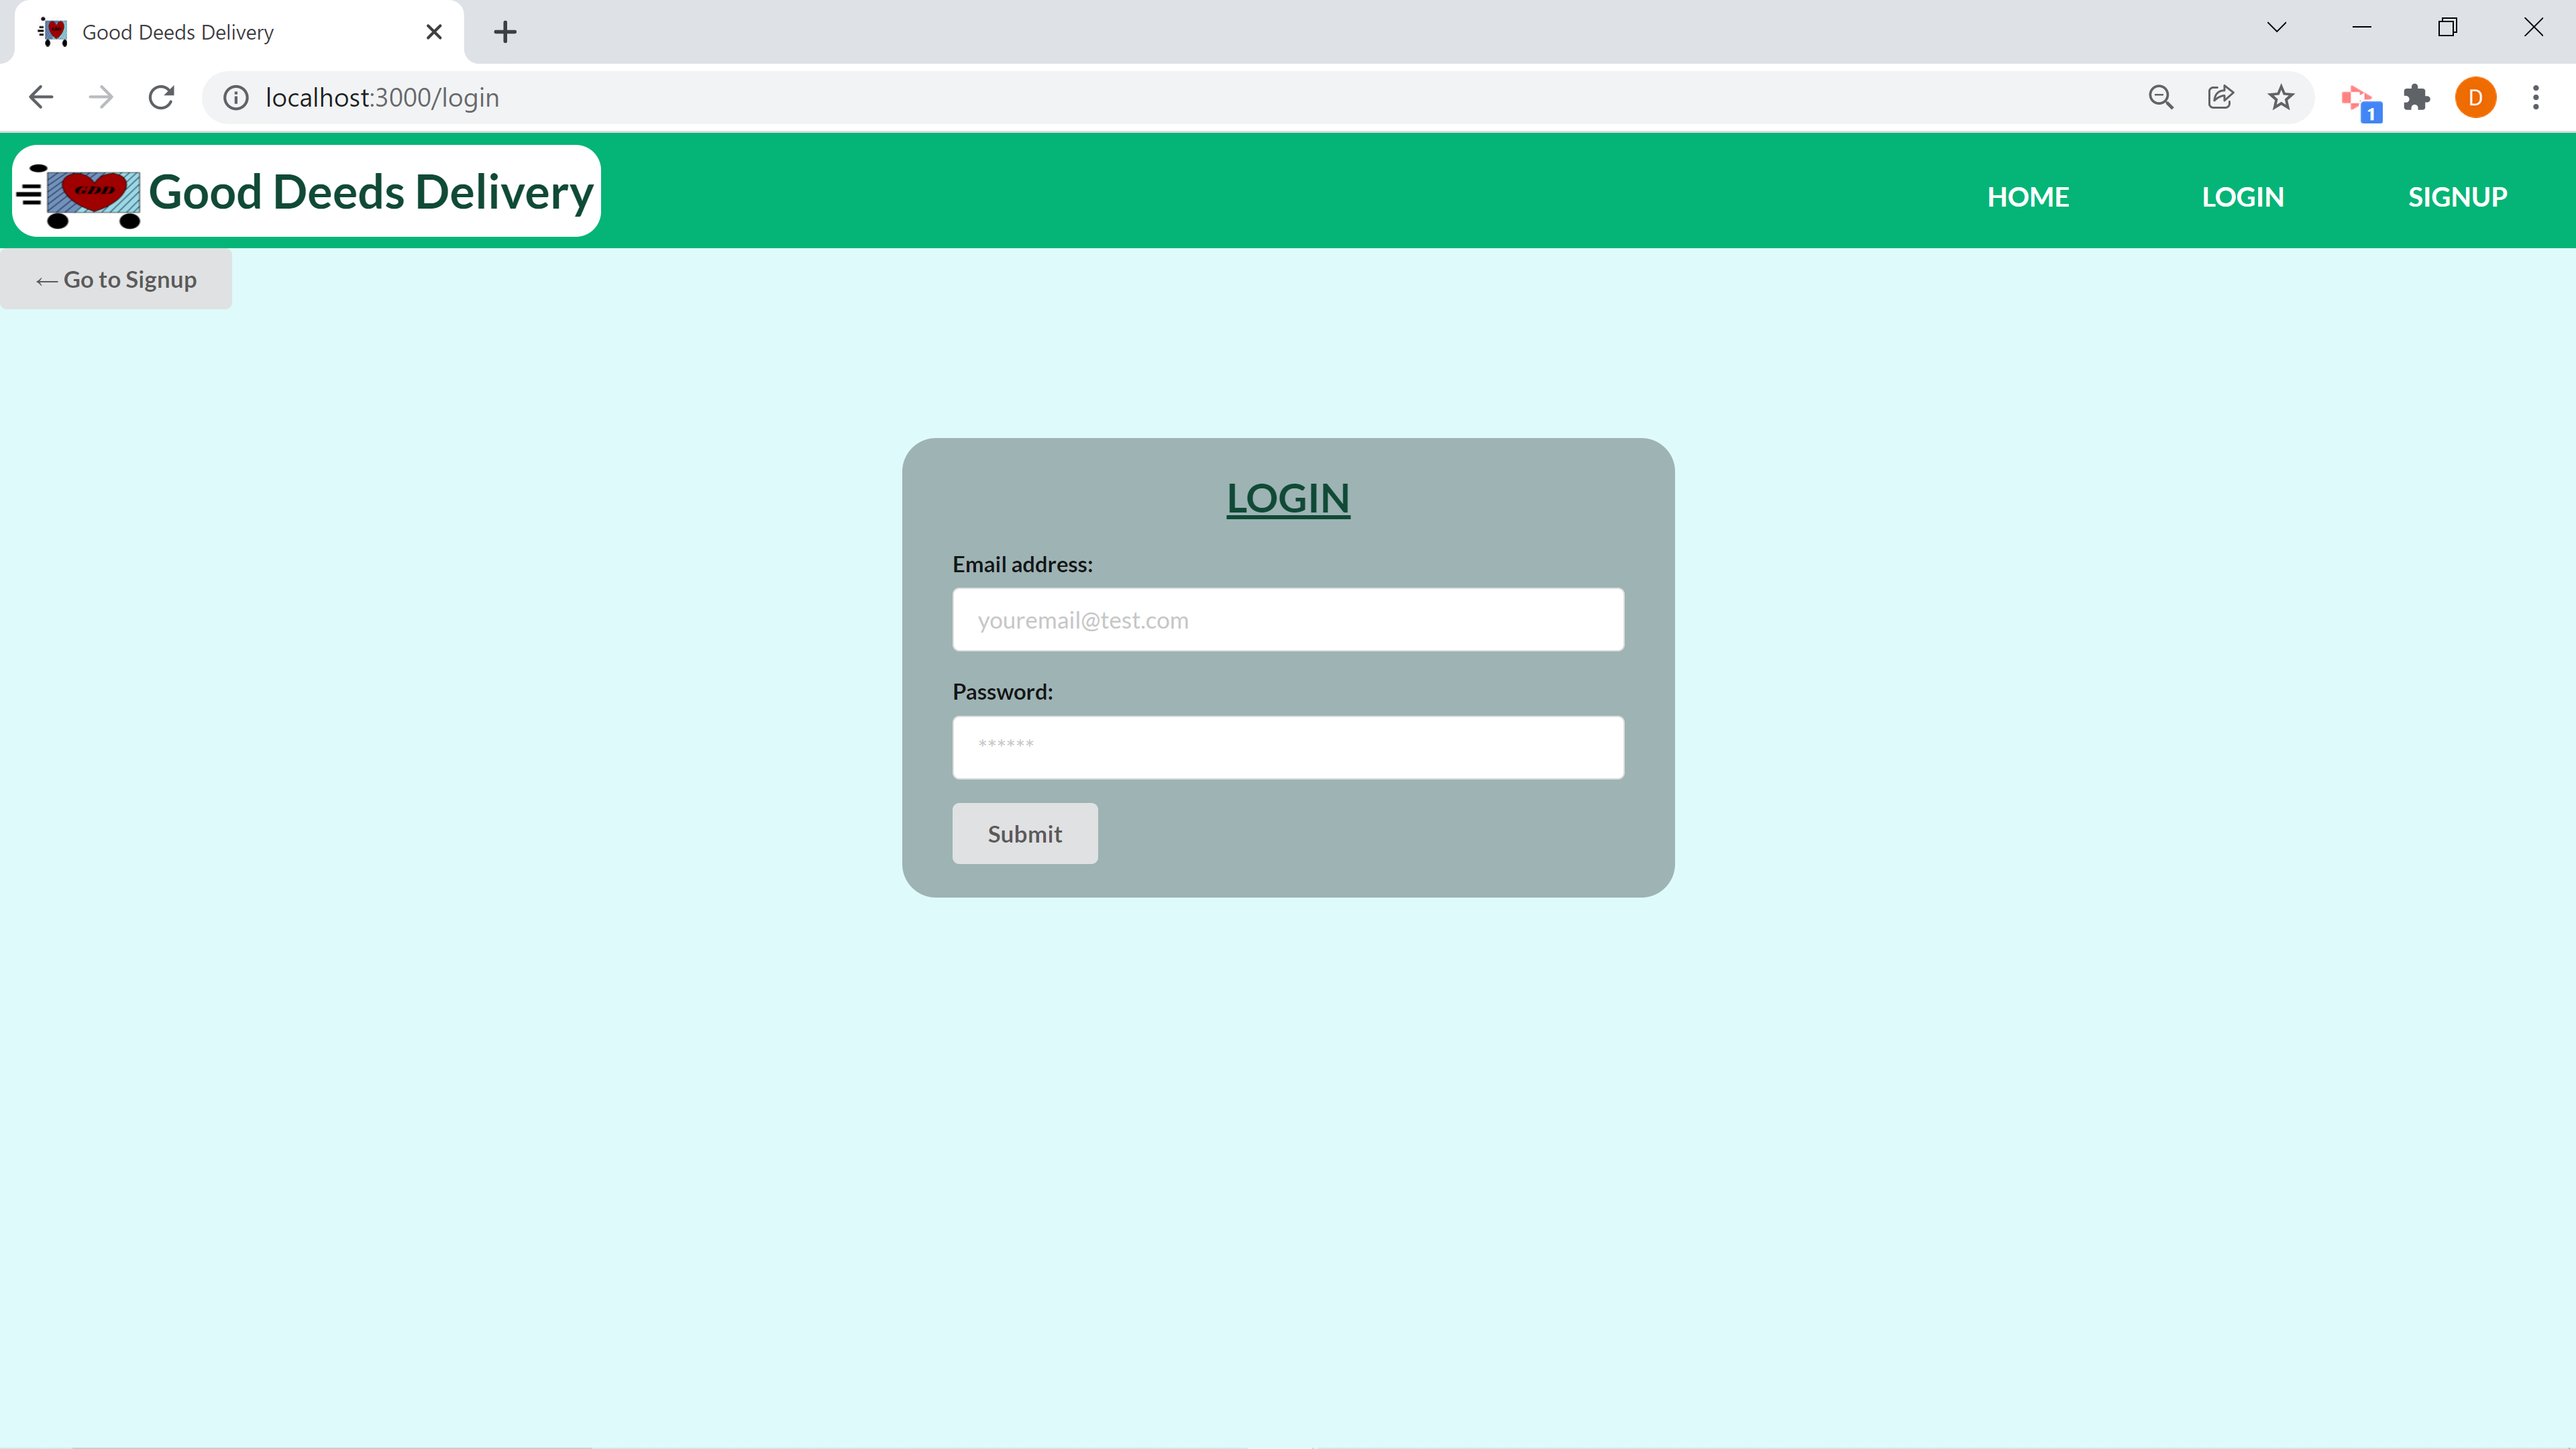 Good Deeds Delivery
localhost:3000/login
1
D
GDD
Good Deeds Delivery
HOME
LOGIN
SIGNUP
← Go to Signup
LOGIN
Email address:
youremail@test.com
Password:
******
Submit